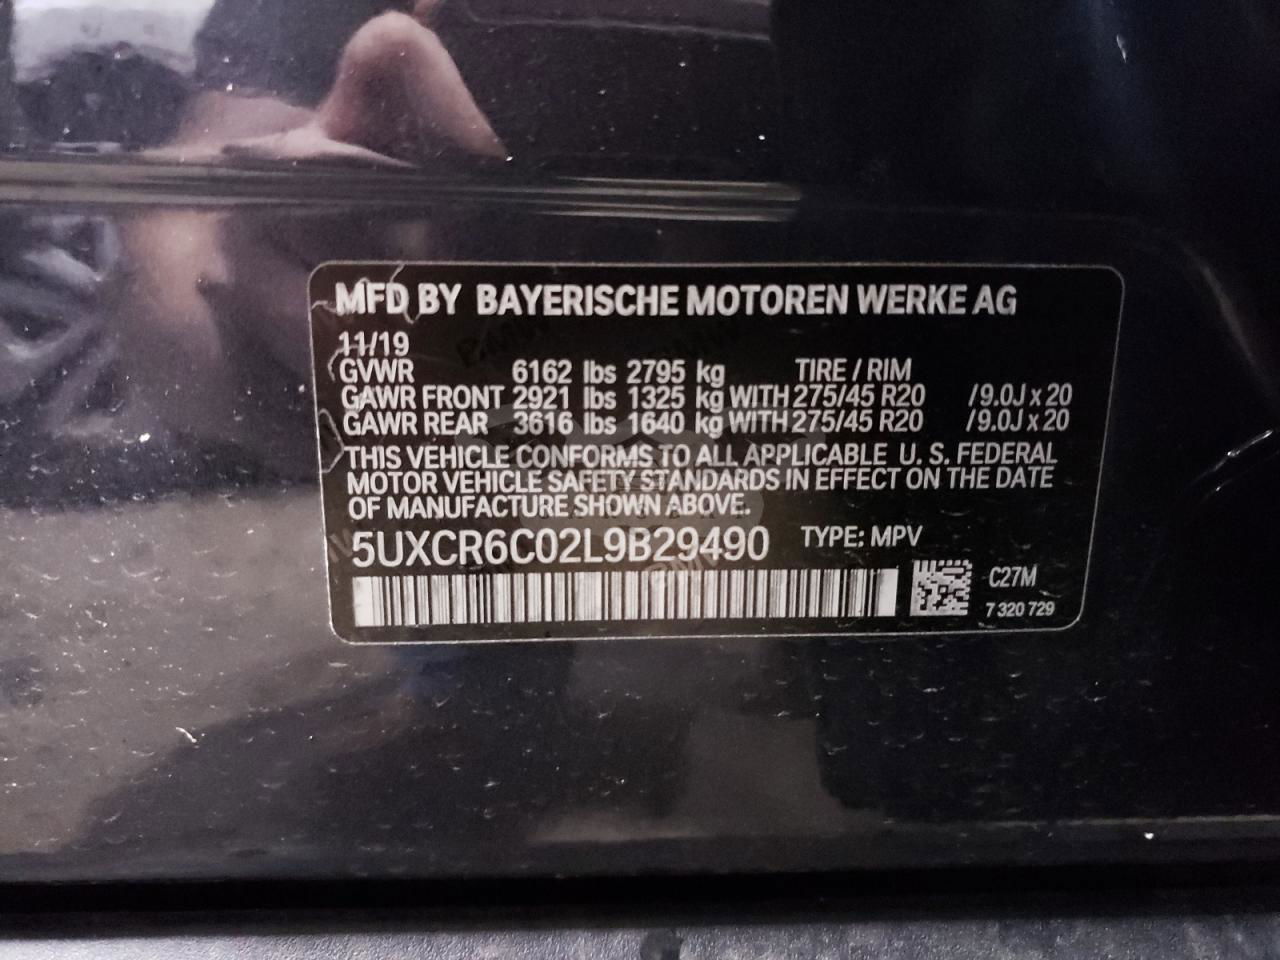 MFD BY BAYERISCHE MOTOREN WERKE AG
11/19
GVWR 6162 lbs 2795 kg TIRE / RIM
GAWR FRONT 2921 lbs 1325 kg WITH 275/45 R20 /9.0J x 20
GAWR REAR 3616 lbs 1640 kg WITH 275/45 R20 /9.0J x 20
THIS VEHICLE CONFORMS TO ALL APPLICABLE U. S. FEDERAL
MOTOR VEHICLE SAFETY STANDARDS IN EFFECT ON THE DATE
OF MANUFACTURE SHOWN ABOVE.
5UXCR6C02L9B29490 TYPE: MPV
C27M
7 320 729